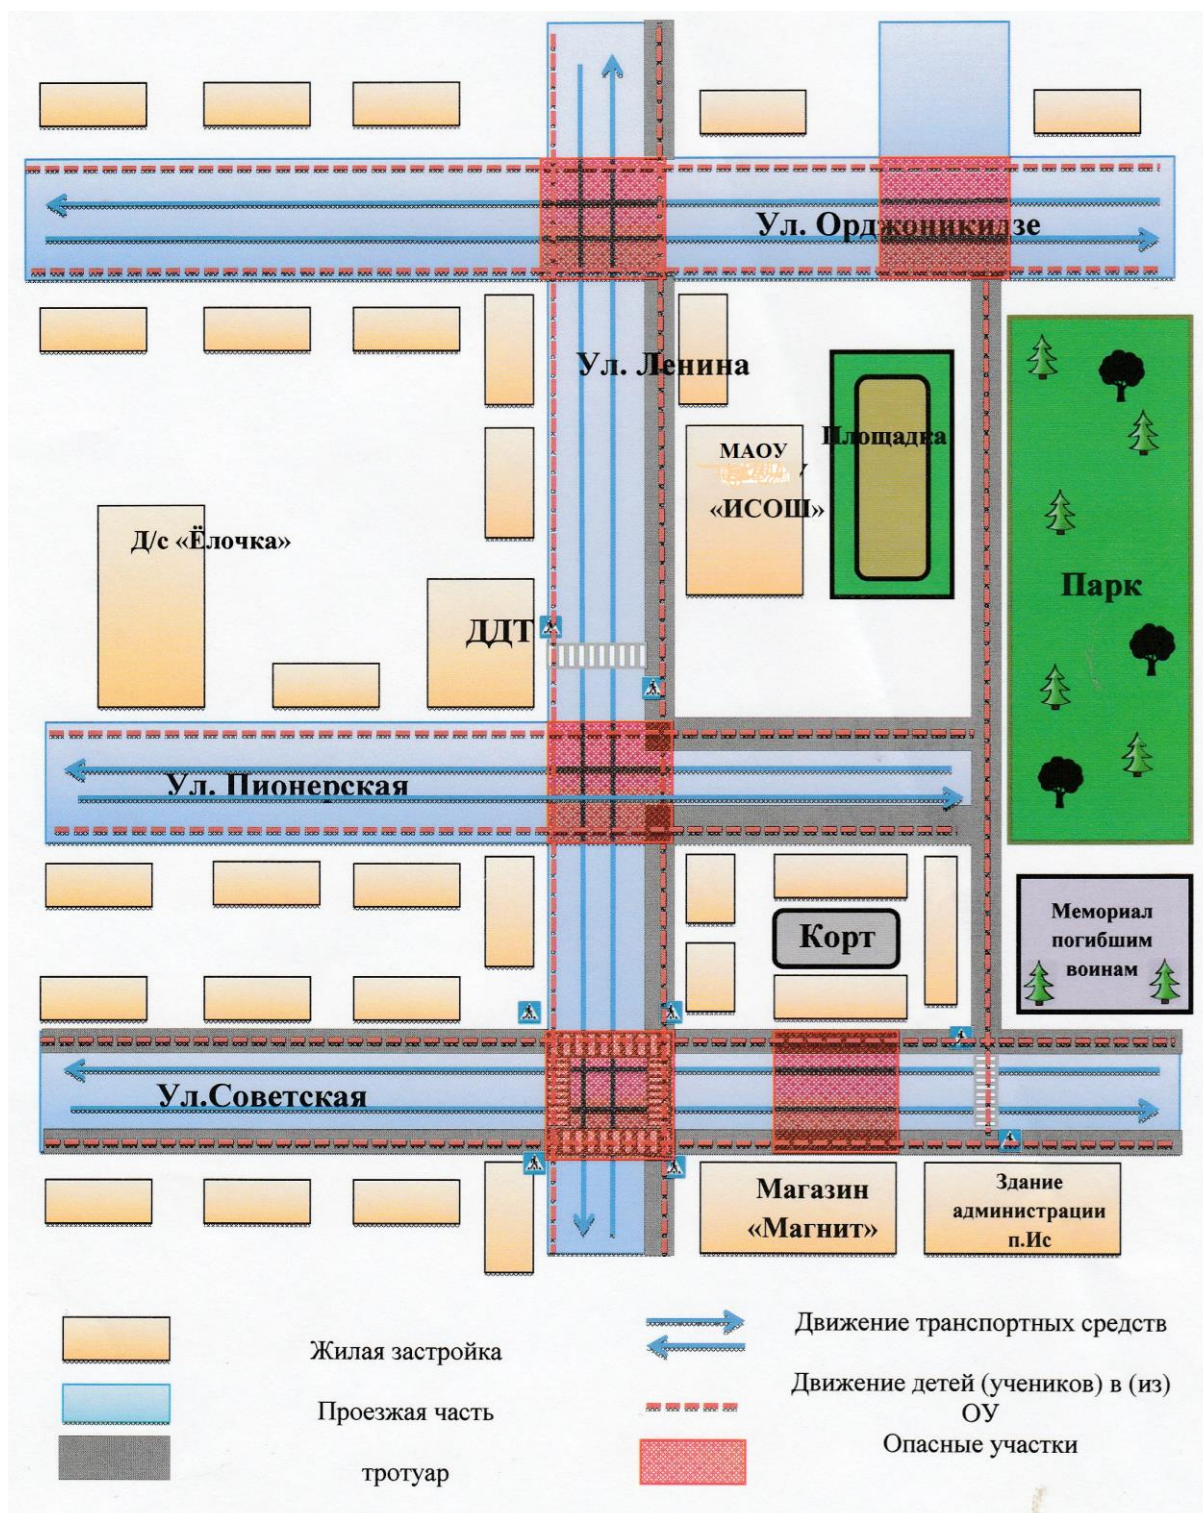 Ул. Орджоникидзе
Ул. Ленина
МАОУ
«ИСОШ»
Площадка
Д/с «Ёлочка»
ДДТ
Парк
Ул. Пионерская
Мемориал
погибшим
воинам
Корт
Ул.Советская
Магазин
«Магнит»
Здание
администрации
п.Ис
Жилая застройка
Проезжая часть
тротуар
Движение транспортных средств
Движение детей (учеников) в (из)
ОУ
Опасные участки